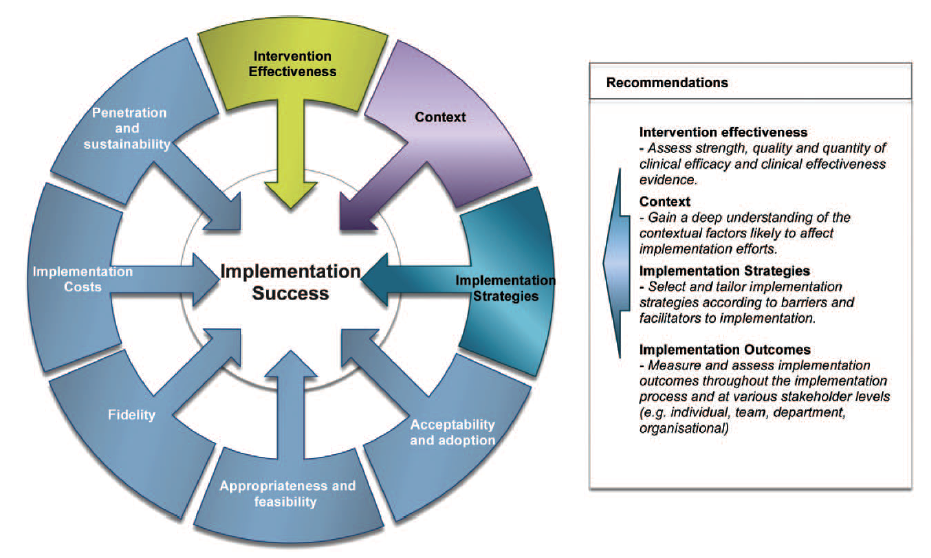 Intervention
Effectiveness
Context
Implementation
Strategies
Acceptability
and adoption
Appropriateness and
feasibility
Fidelity
Implementation
Costs
Penetration
and
sustainability
Implementation
Success
Recommendations
Intervention effectiveness
- Assess strength, quality and quantity of
clinical efficacy and clinical effectiveness
evidence.
Context
- Gain a deep understanding of the
contextual factors likely to affect
implementation efforts.
Implementation Strategies
- Select and tailor implementation
strategies according to barriers and
facilitators to implementation.
Implementation Outcomes
- Measure and assess implementation
outcomes throughout the implementation
process and at various stakeholder levels
(e.g. individual, team, department,
organisational)